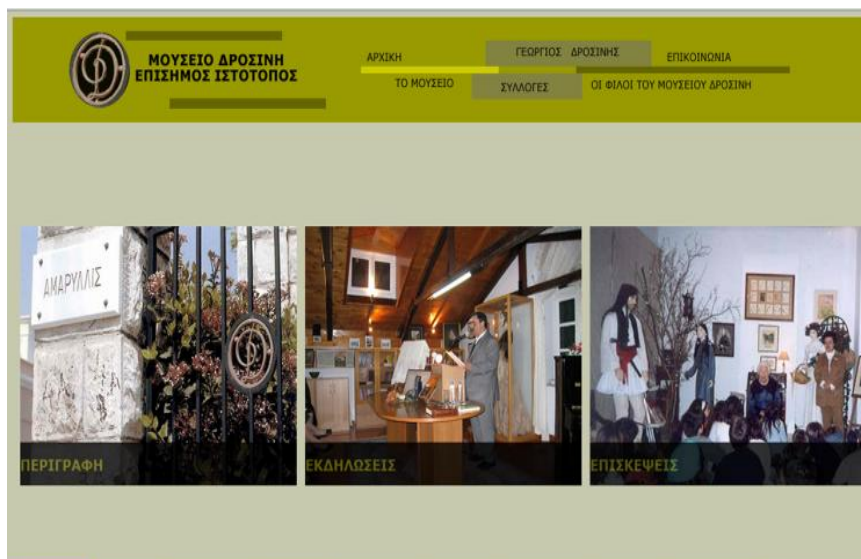 ΜΟΥΣΕΙΟ ΔΡΟΣΙΝΗ
ΕΠΙΣΗΜΟΣ ΙΣΤΟΤΟΠΟΣ
ΑΡΧΙΚΗ
ΓΕΩΡΓΙΟΣ ΔΡΟΣΙΝΗΣ
ΕΠΙΚΟΙΝΩΝΙΑ
ΤΟ ΜΟΥΣΕΙΟ
ΣΥΛΛΟΓΕΣ
ΟΙ ΦΙΛΟΙ ΤΟΥ ΜΟΥΣΕΙΟΥ ΔΡΟΣΙΝΗ
ΑΜΑΡΥΛΛΙΣ
ΠΕΡΙΓΡΑΦΗ
ΕΚΔΗΛΩΣΕΙΣ
ΕΠΙΣΚΕΨΕΙΣ